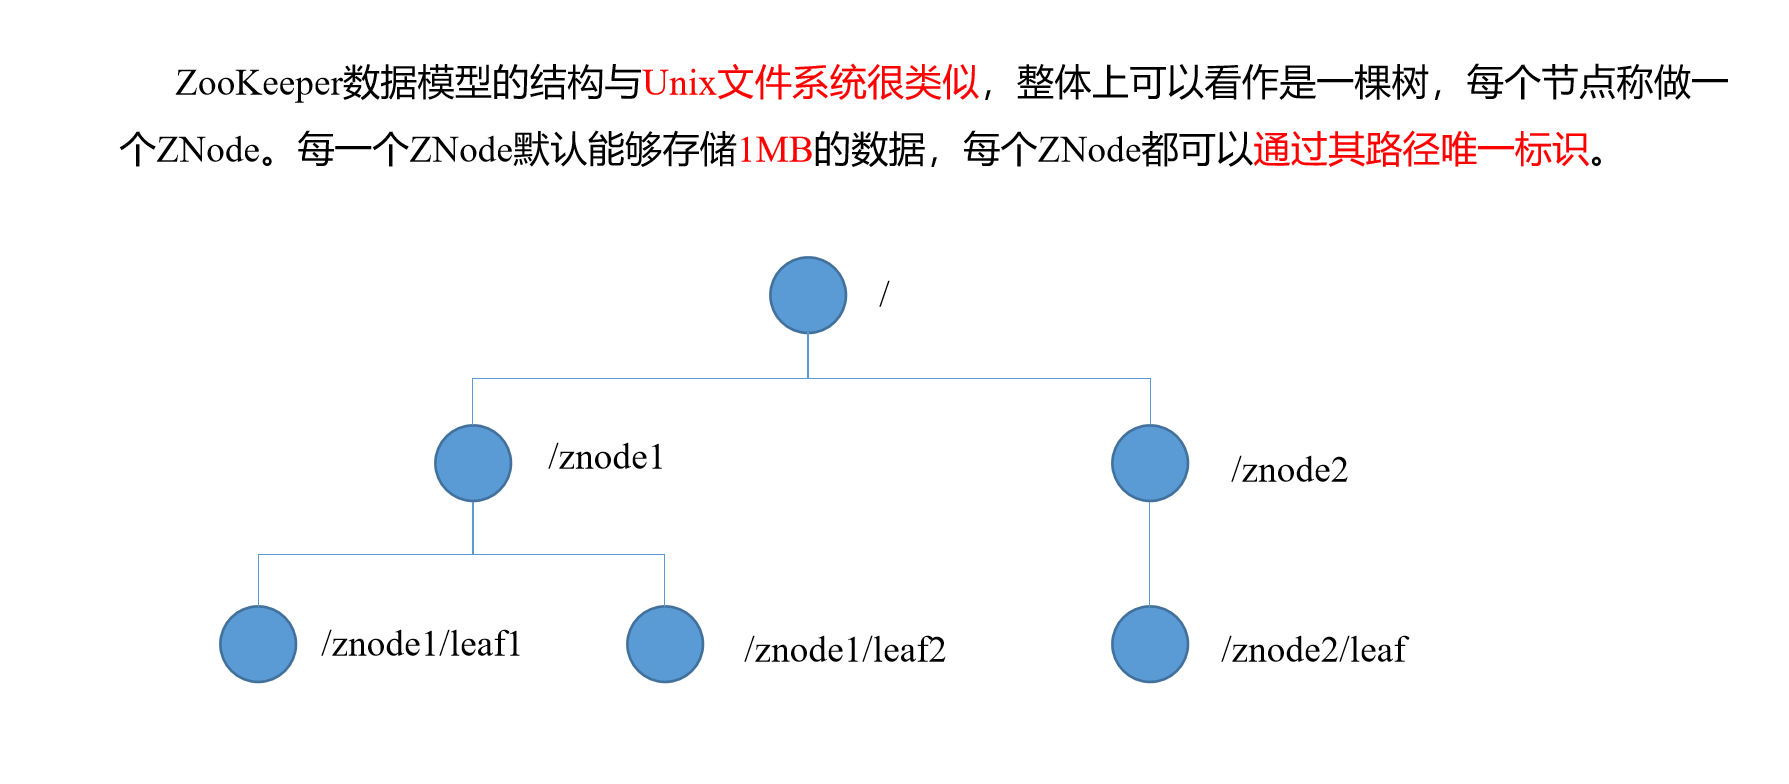 ZooKeeper数据模型的结构与Unix文件系统很类似，整体上可以看作是一棵树，每个节点称做一
个ZNode。每一个ZNode默认能够存储1MB的数据，每个ZNode都可以通过其路径唯一标识。
/
/znode1
/znode2
/znode1/leaf1
/znode1/leaf2
/znode2/leaf